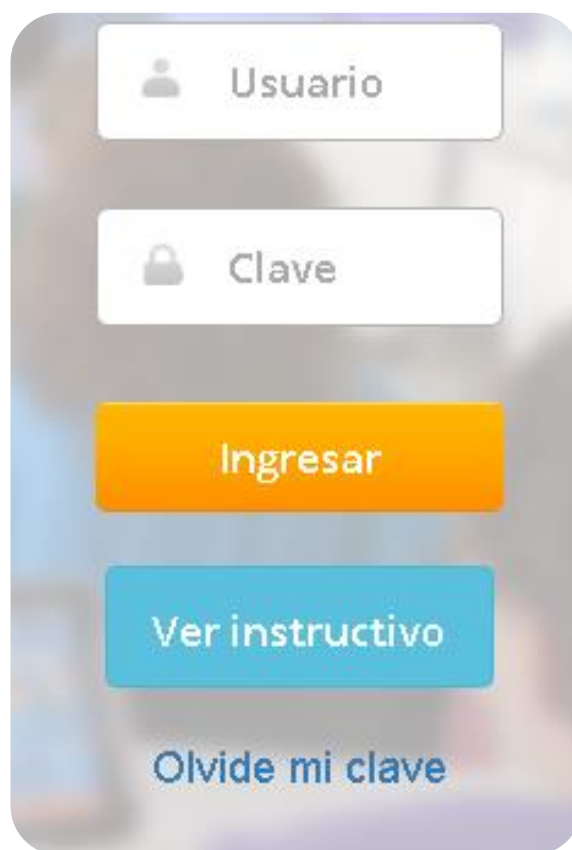 Usuario
Clave
Ingresar
Ver instructivo
Olvide mi clave